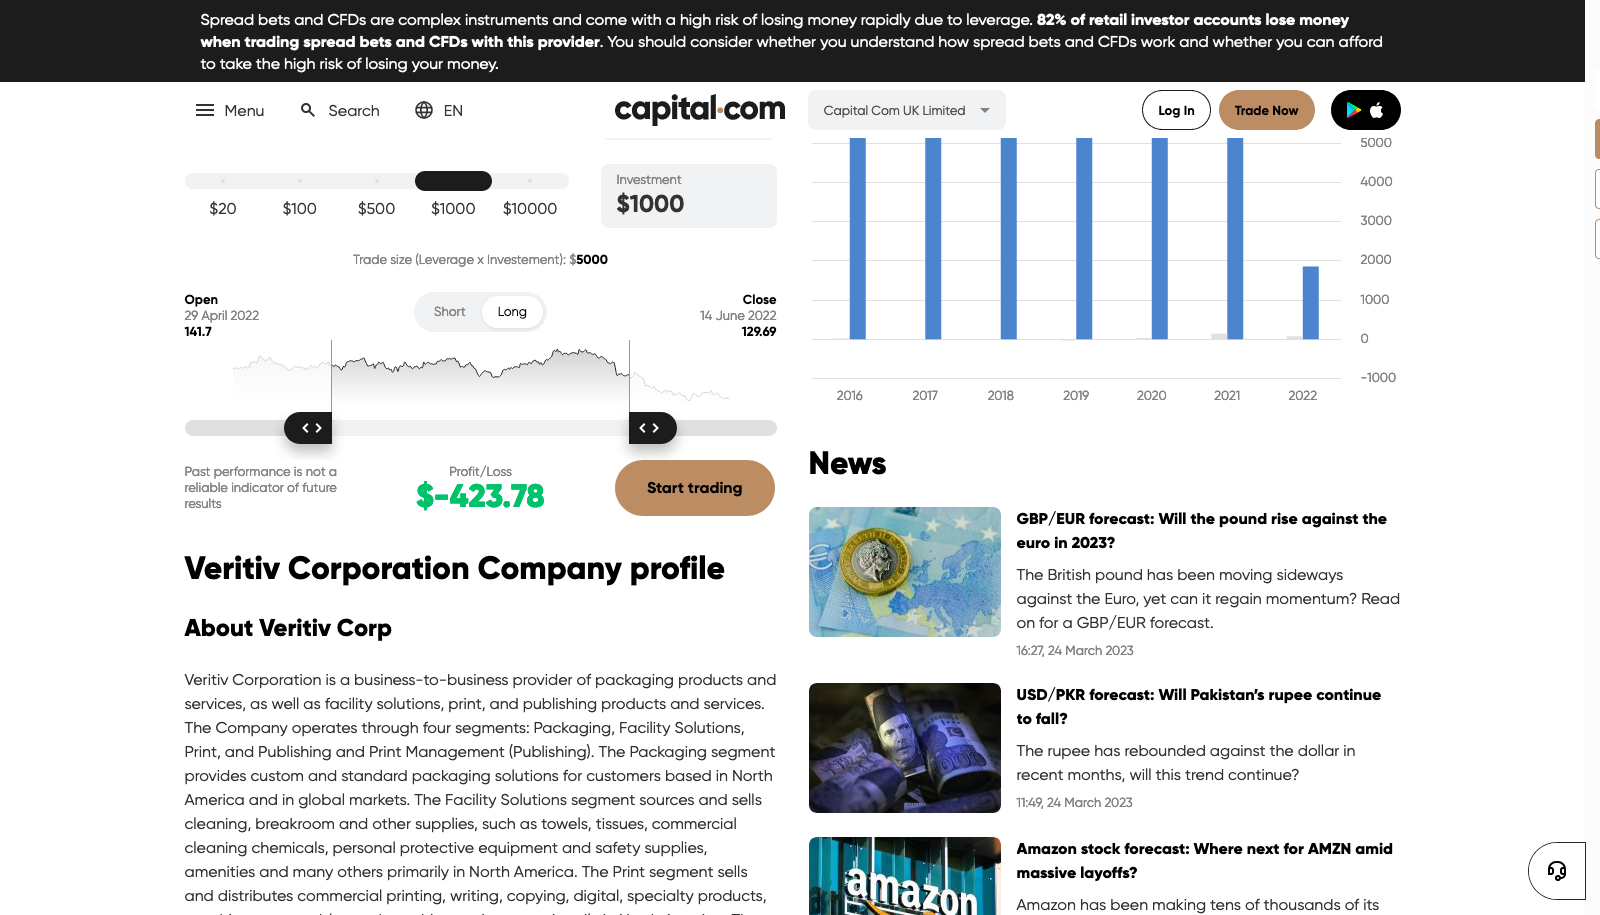 Spread bets and CFDs are complex instruments and come with a high risk of losing money rapidly due to leverage. 82% of retail investor accounts lose money
when trading spread bets and CFDs with this provider. You should consider whether you understand how spread bets and CFDs work and whether you can afford
to take the high risk of losing your money.
Menu
Search
EN
capital.com
Capital Com UK Limited
Log In
Trade Now
$20
$100
$500
$1000
$10000
Investment
$1000
Trade size (Leverage x Investement): $5000
Open
29 April 2022
141.7
Short
Long
Close
14 June 2022
129.69
Past performance is not a
reliable indicator of future
results
Profit/Loss
$-423.78
Start trading
Veritiv Corporation Company profile
About Veritiv Corp
Veritiv Corporation is a business-to-business provider of packaging products and
services, as well as facility solutions, print, and publishing products and services.
The Company operates through four segments: Packaging, Facility Solutions,
Print, and Publishing and Print Management (Publishing). The Packaging segment
provides custom and standard packaging solutions for customers based in North
America and in global markets. The Facility Solutions segment sources and sells
cleaning, breakroom and other supplies, such as towels, tissues, commercial
cleaning chemicals, personal protective equipment and safety supplies,
amenities and many others primarily in North America. The Print segment sells
and distributes commercial printing, writing, copying, digital, specialty products,
5000
4000
3000
2000
1000
0
-1000
2016
2017
2018
2019
2020
2021
2022
News
GBP/EUR forecast: Will the pound rise against the
euro in 2023?
The British pound has been moving sideways
against the Euro, yet can it regain momentum? Read
on for a GBP/EUR forecast.
16:27, 24 March 2023
USD/PKR forecast: Will Pakistan's rupee continue
to fall?
The rupee has rebounded against the dollar in
recent months, will this trend continue?
11:49, 24 March 2023
amazon
Amazon stock forecast: Where next for AMZN amid
massive layoffs?
Amazon has been making tens of thousands of its